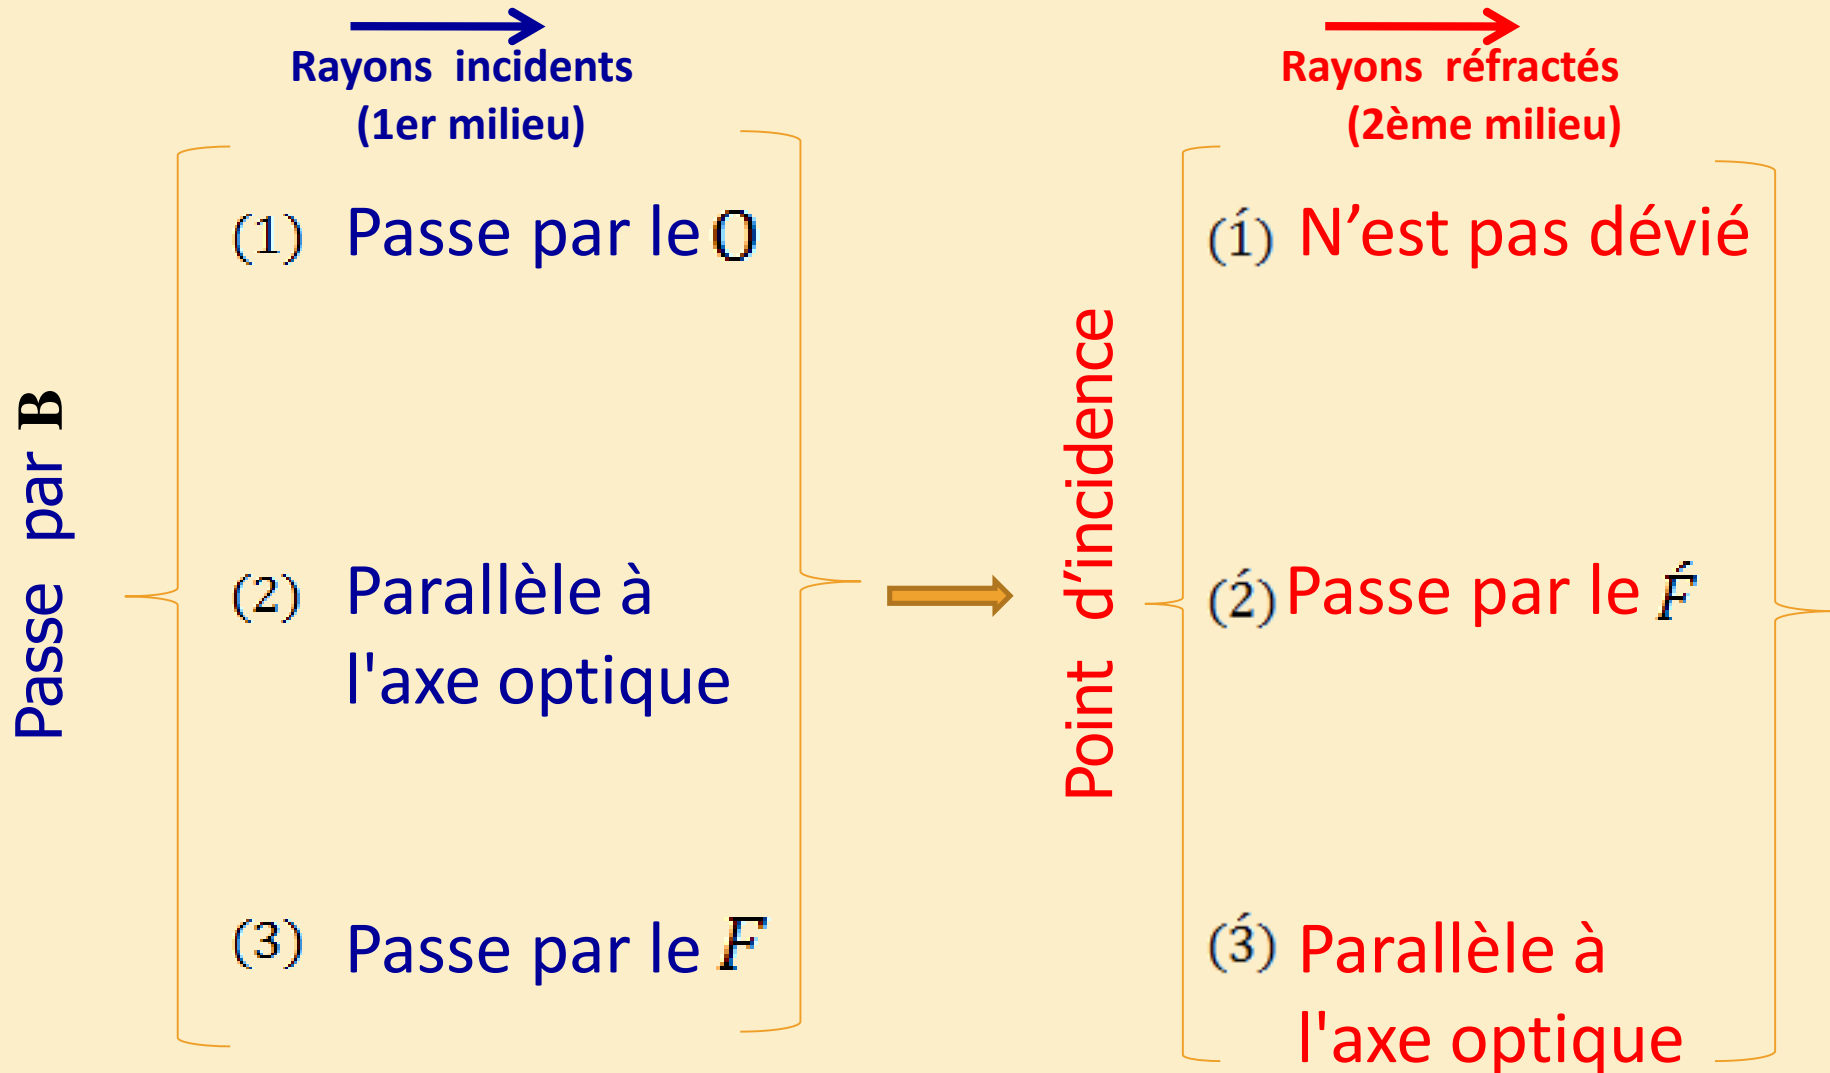 Rayons incidents
(1er milieu)
Rayons réfractés
(2ème milieu)
Passe par B
(1) Passe par le O
(2) Parallèle à
l'axe optique
(3) Passe par le F
Point d'incidence
(1́) N'est pas dévié
(2́) Passe par le F́
(3́) Parallèle à
l'axe optique